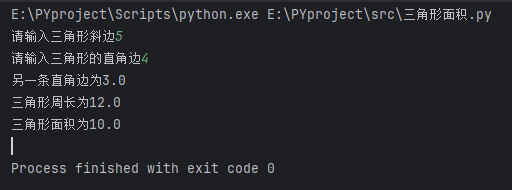 E:\PYproject\Scripts\python.exe E:\PYproject\src\三角形面积.py
请输入三角形斜边5
请输入三角形的直角边4
另一条直角边为3.0
三角形周长为12.0
三角形面积为10.0
Process finished with exit code 0